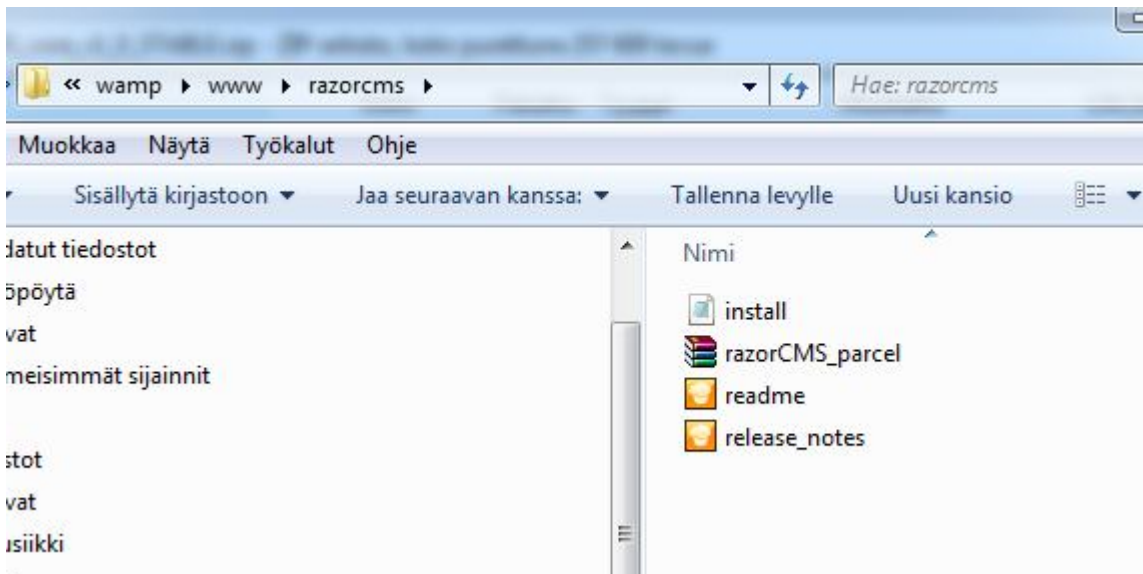 « wamp ▸ www ▸ razorcms ▸
Hae: razorcms
Muokkaa Näytä Työkalut Ohje
Sisällytä kirjastoon Jaa seuraavan kanssa: Tallenna levylle Uusi kansio
datut tiedostot
öpöytä
vat
meisimmät sijainnit
stot
vat
usiikki
Nimi
install
razorCMS_parcel
readme
release_notes